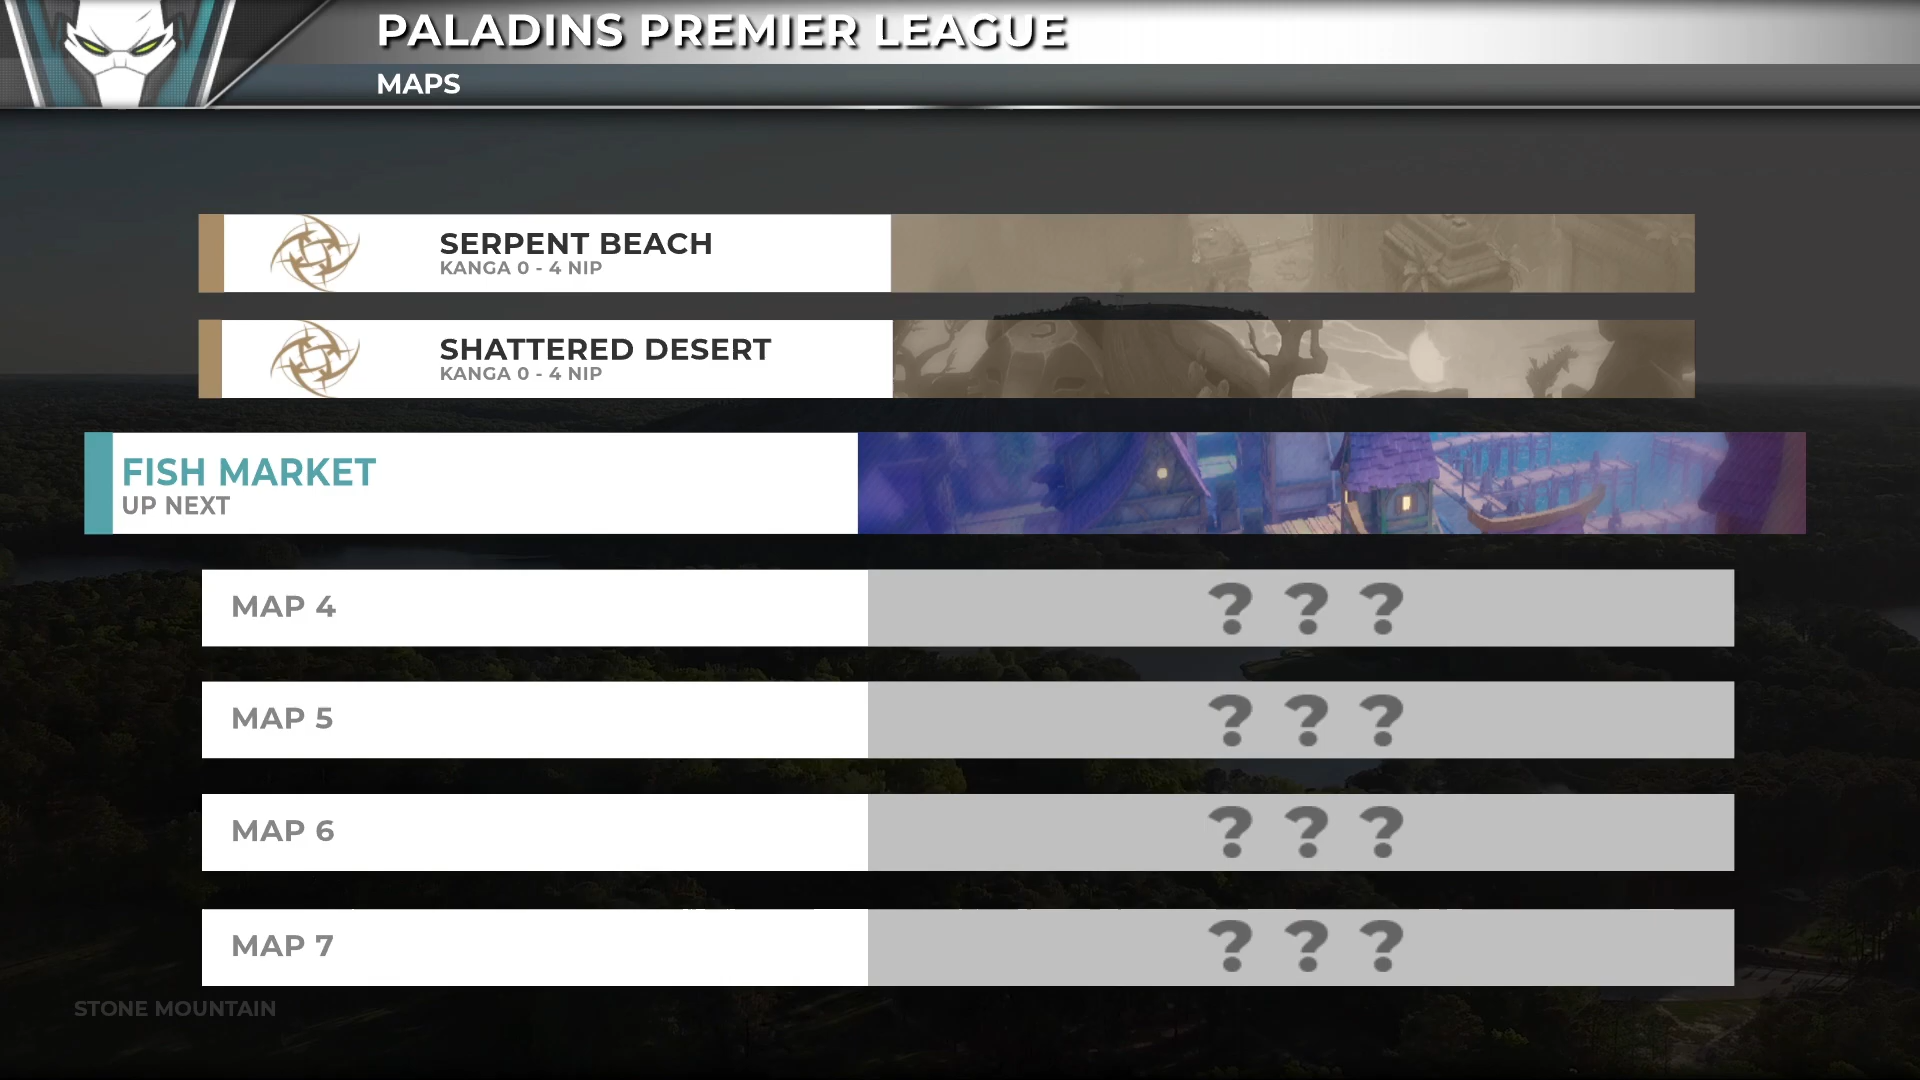 PALADINS PREMIER LEAGUE
MAPS
SERPENT BEACH
KANGA 0 - 4 NIP
SHATTERED DESERT
KANGA 0 - 4 NIP
FISH MARKET
UP NEXT
MAP 4
? ? ?
MAP 5
? ? ?
MAP 6
? ? ?
MAP 7
? ? ?
STONE MOUNTAIN